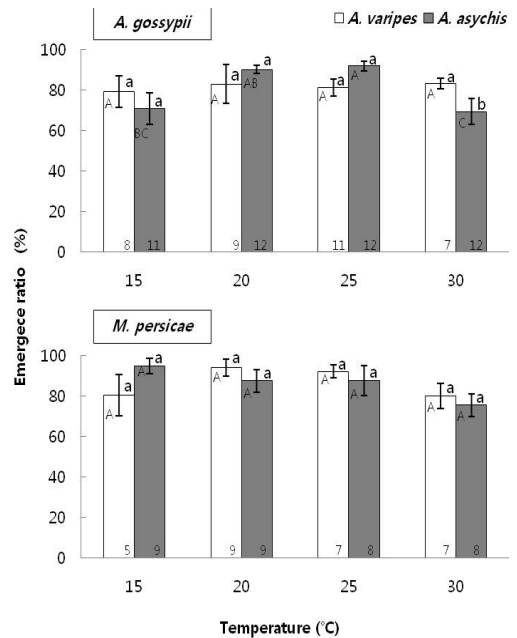 A. gossypii
A. varipes A. asychis
100
80
60
40
20
0
a a a a a a a b
A BC A AB A A A C
8 11 9 12 11 12 7 12
15 20 25 30
Emergece ratio (%)
M. persicae
100
80
60
40
20
0
a a a a a a a a
A A A A A A A A
5 9 9 9 7 8 7 8
15 20 25 30
Temperature (°C)